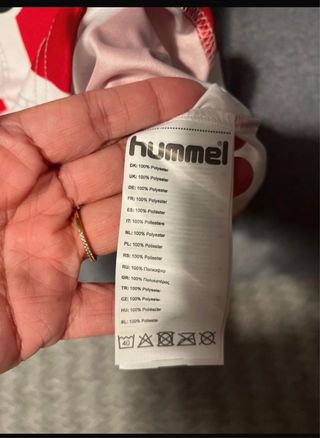 hummel®
DK: 100% Polyester
UK: 100% Polyester
DE: 100% Polyester
FR: 100% Polyester
ES: 100% Poliester
IT: 100% Poliestere
NL: 100% Polyester
PL: 100% Poliester
RS: 100% Poliester
RU: 100% Полиэфир
GR: 100% Πολυεστέρας
TR: 100% Polyester
CZ: 100% Polyester
HU: 100% Poliészter
SL: 100% Poliester
40